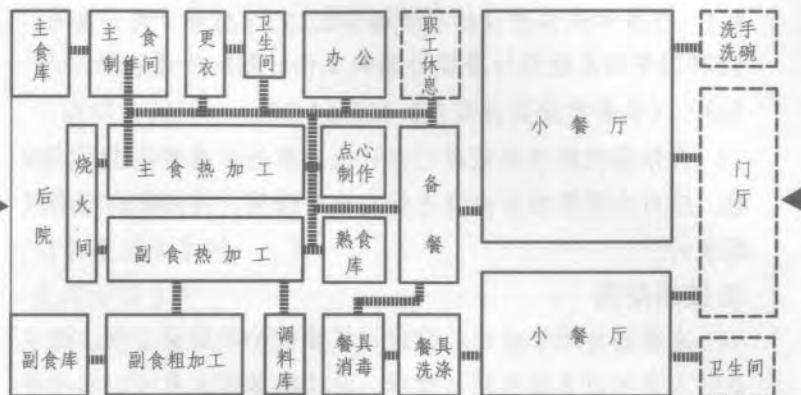 主食库
主食
制作间
更衣
卫生间
办公
职工休息
洗手
洗碗
小餐厅
门厅
后院
烧火间
主食热加工
点心
制作
备餐
副食热加工
熟食
库
小餐厅
副食库
副食粗加工
调料库
餐具
消毒
餐具
洗涤
卫生间